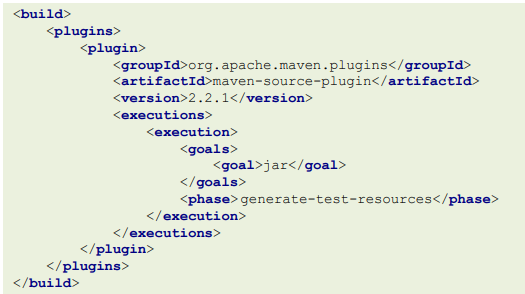 <build>
<plugins>
<plugin>
<groupId>org.apache.maven.plugins</groupId>
<artifactId>maven-source-plugin</artifactId>
<version>2.2.1</version>
<executions>
<execution>
<goals>
<goal>jar</goal>
</goals>
<phase>generate-test-resources</phase>
</execution>
</executions>
</plugin>
</plugins>
</build>